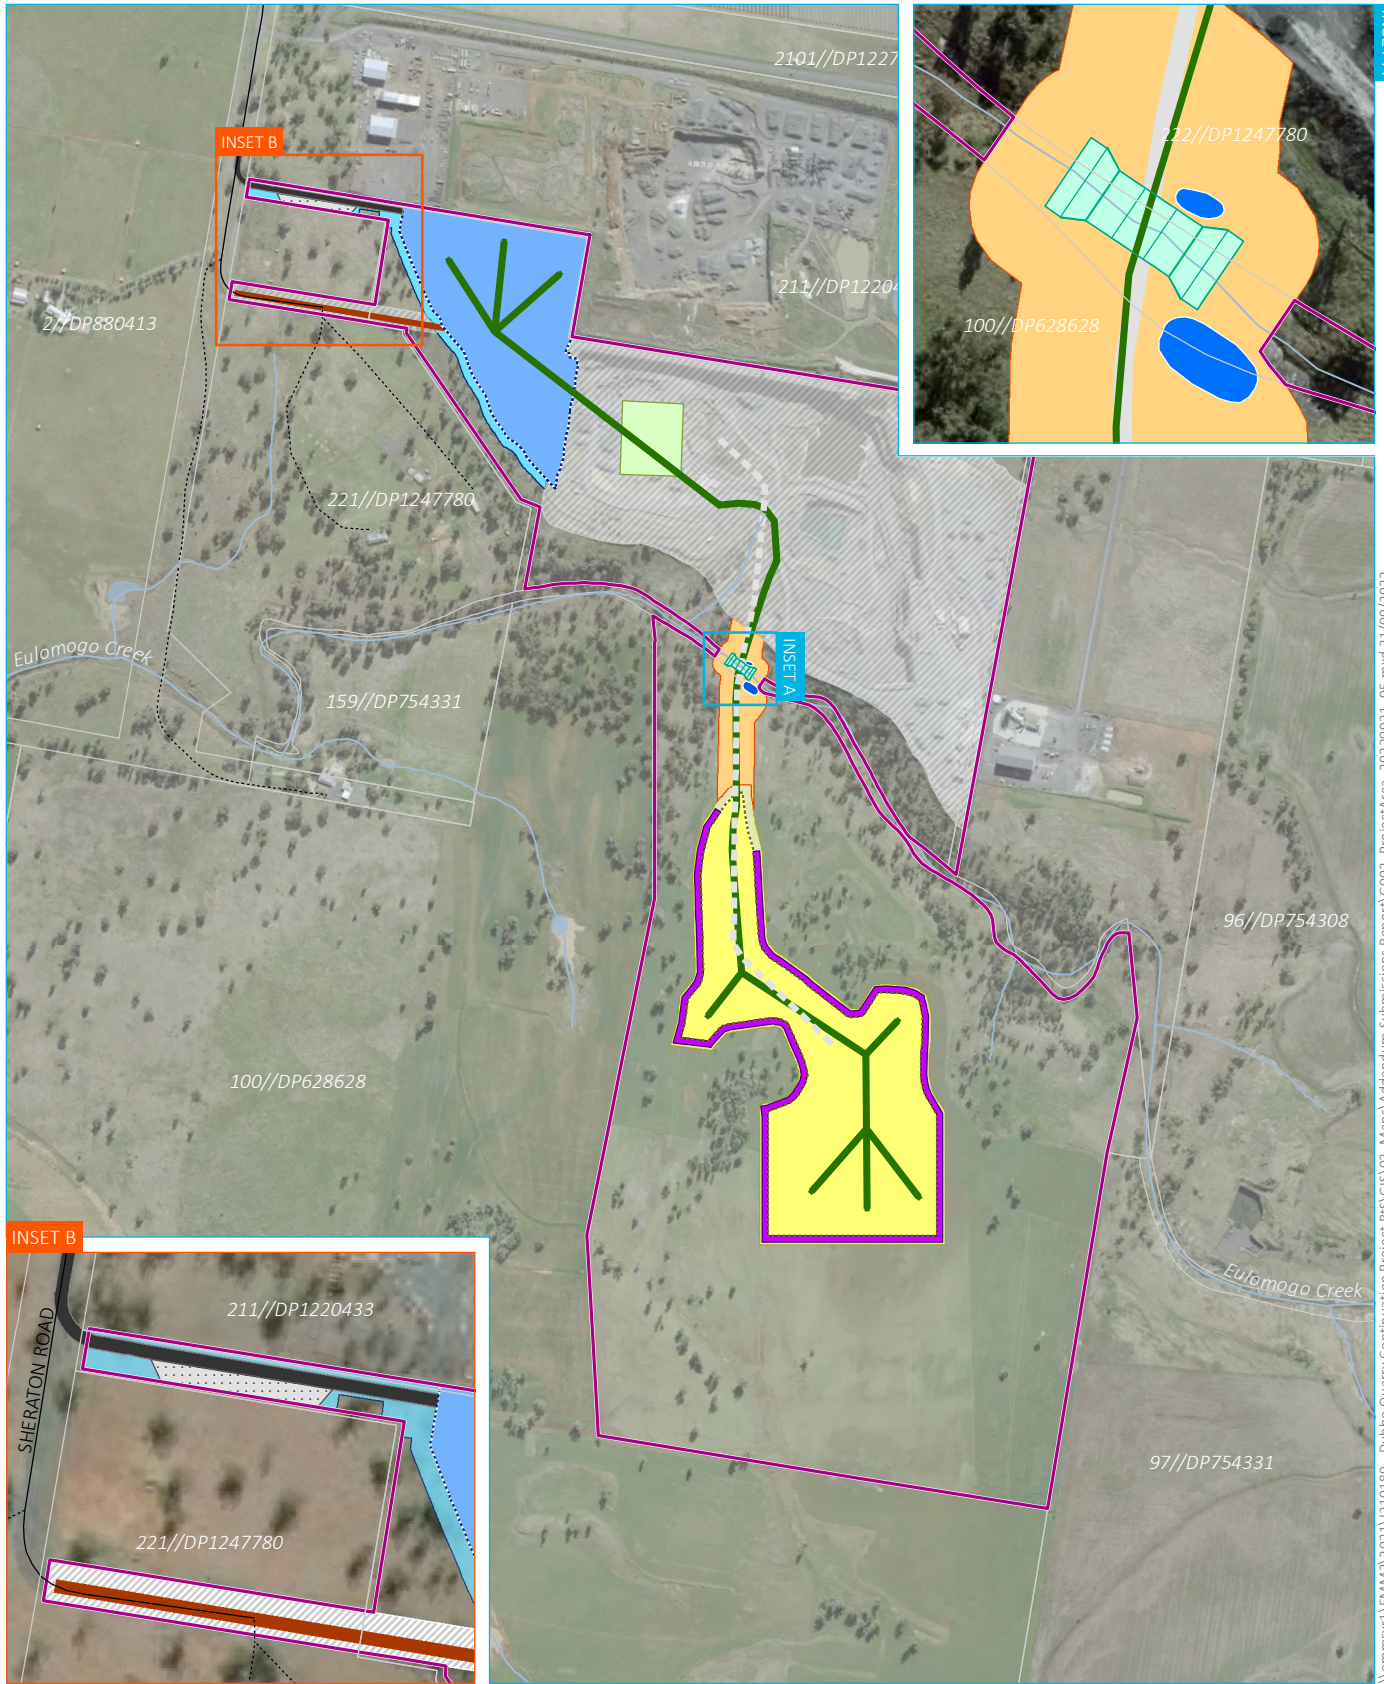 2101//DP1227
INSET B
222//DP1247780
211//DP12204
100//DP628628
2//DP880413
221//DP1247780
INSET A
Eulomogo Creek
159//DP754331
96//DP754308
100//DP628628
INSET B
211//DP1220433
SHERATON ROAD
221//DP1247780
Eulomogo Creek
97//DP754331